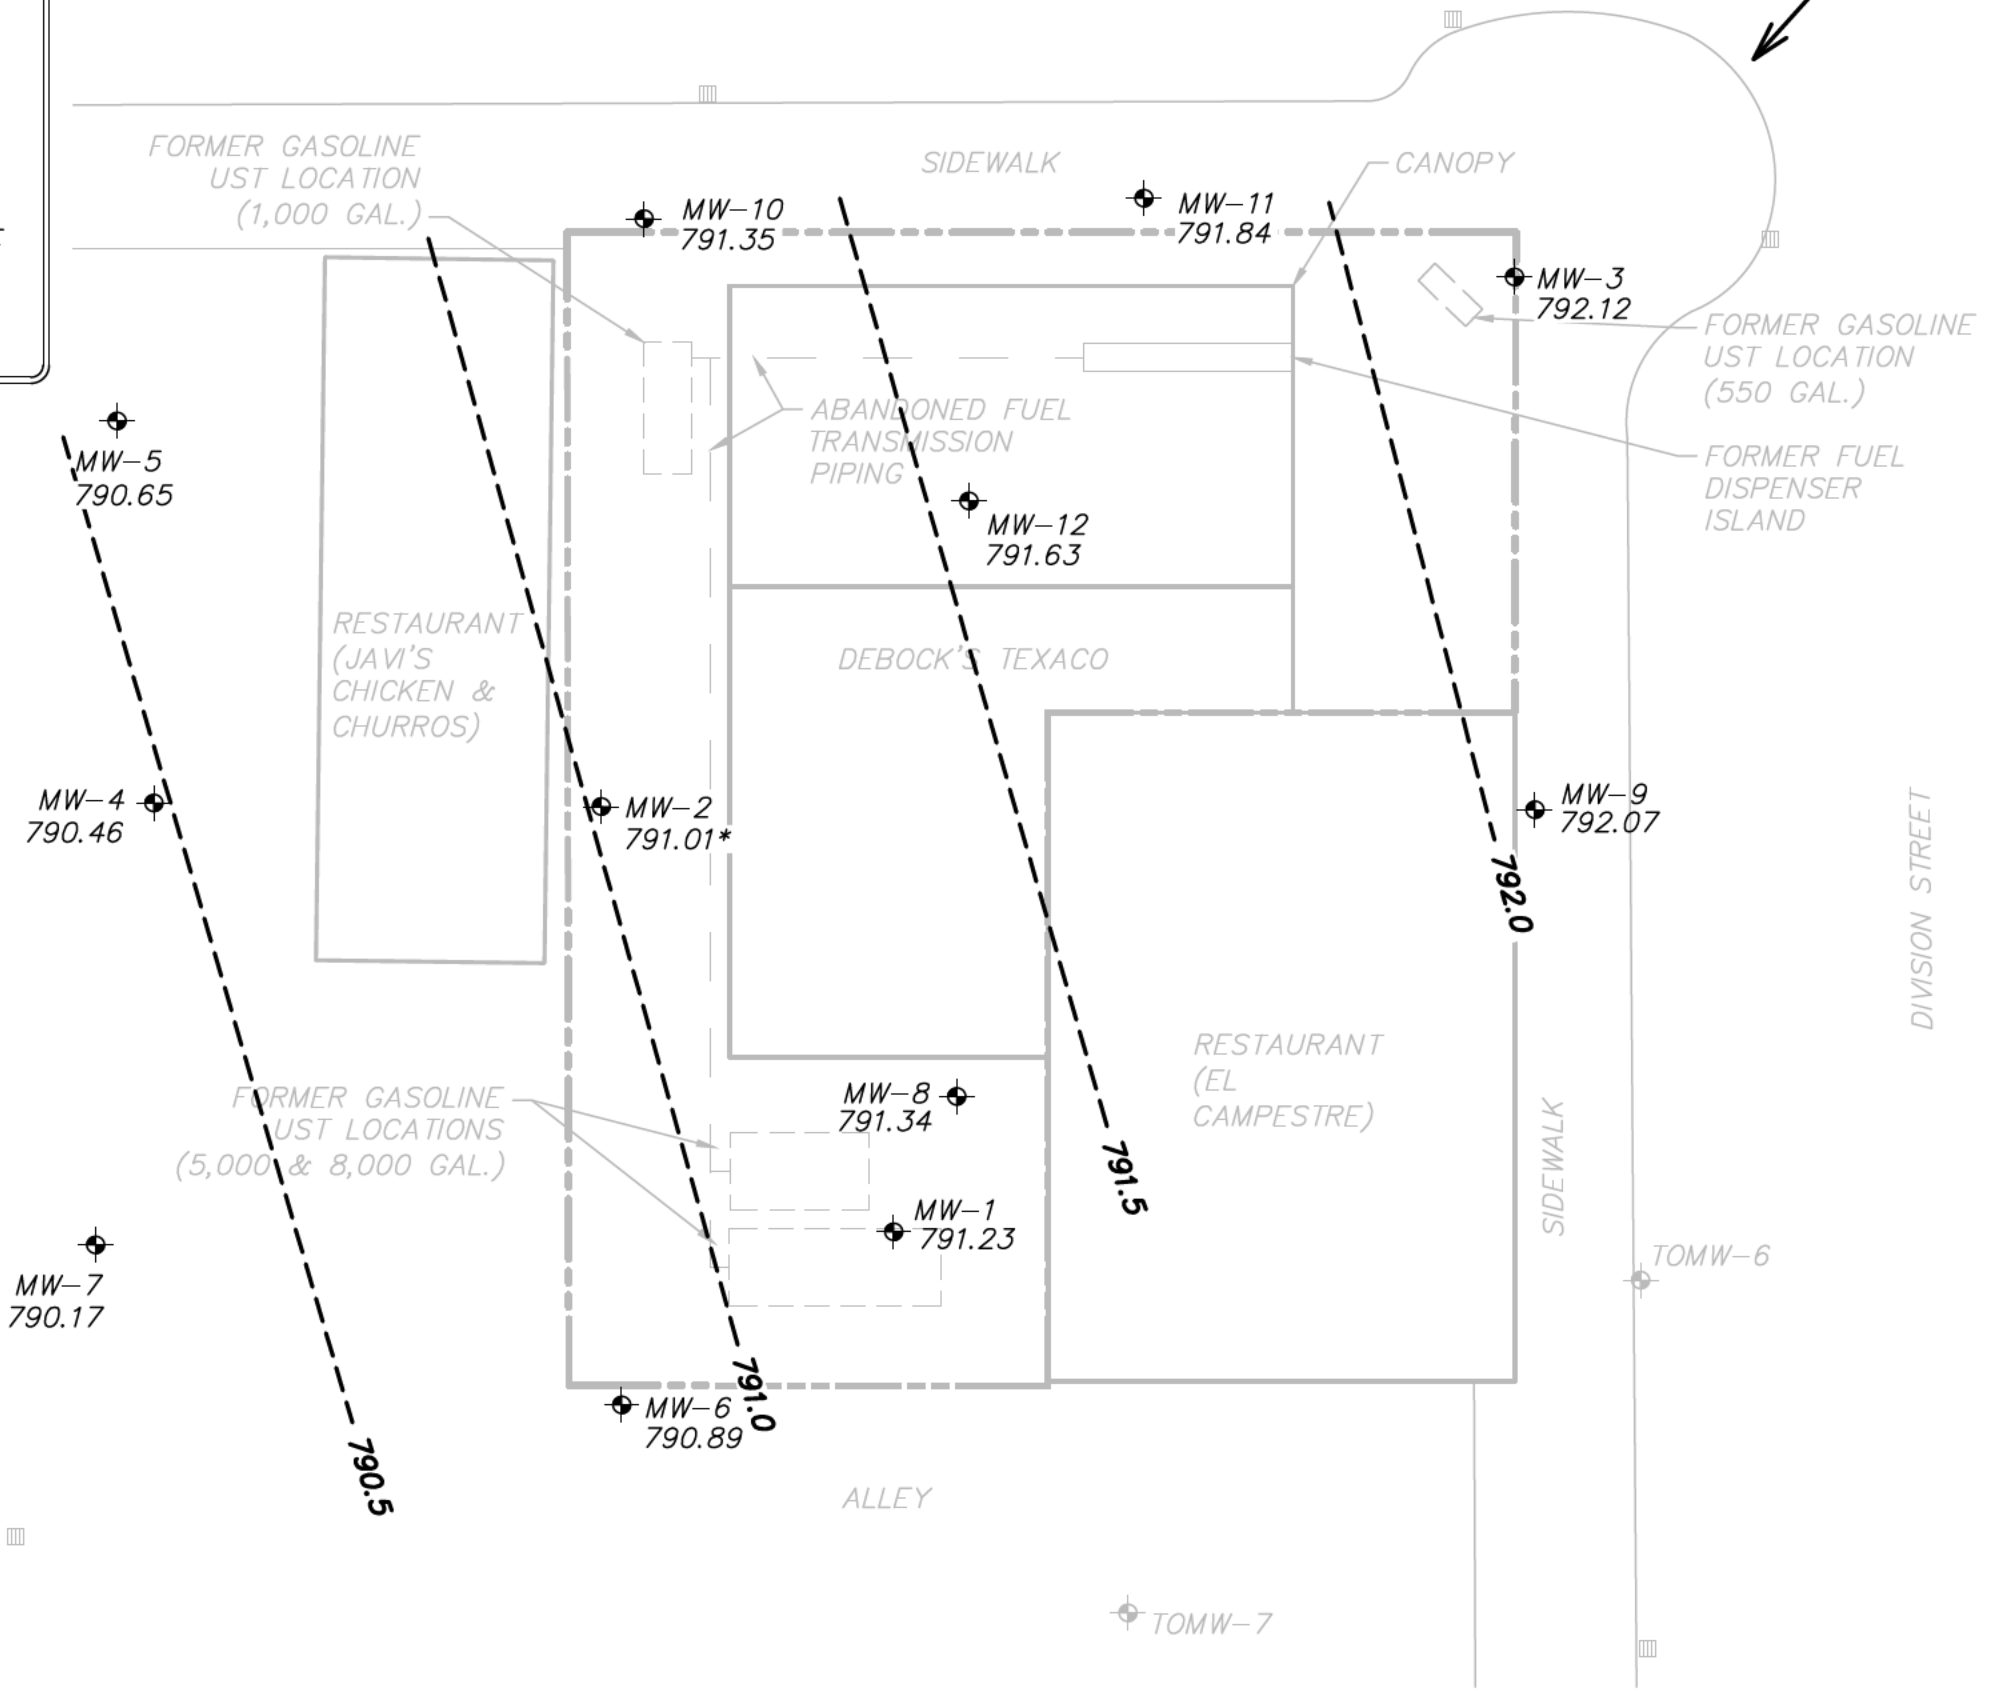 FORMER GASOLINE
UST LOCATION
(1,000 GAL.)
SIDEWALK
CANOPY
MW-10
791.35
MW-11
791.84
MW-3
792.12
FORMER GASOLINE
UST LOCATION
(550 GAL.)
ABANDONED FUEL
TRANSMISSION
PIPING
FORMER FUEL
DISPENSER
ISLAND
MW-5
790.65
MW-12
791.63
RESTAURANT
(JAVI'S
CHICKEN &
CHURROS)
DEBOCK'S TEXACO
MW-4
790.46
MW-2
791.01*
MW-9
792.07
792.0
DIVISION STREET
RESTAURANT
(EL
CAMPESTRE)
FORMER GASOLINE
UST LOCATIONS
(5,000 & 8,000 GAL.)
MW-8
791.34
791.5
SIDEWALK
MW-1
791.23
TOMW-6
MW-7
790.17
791.0
MW-6
790.89
790.5
ALLEY
TOMW-7